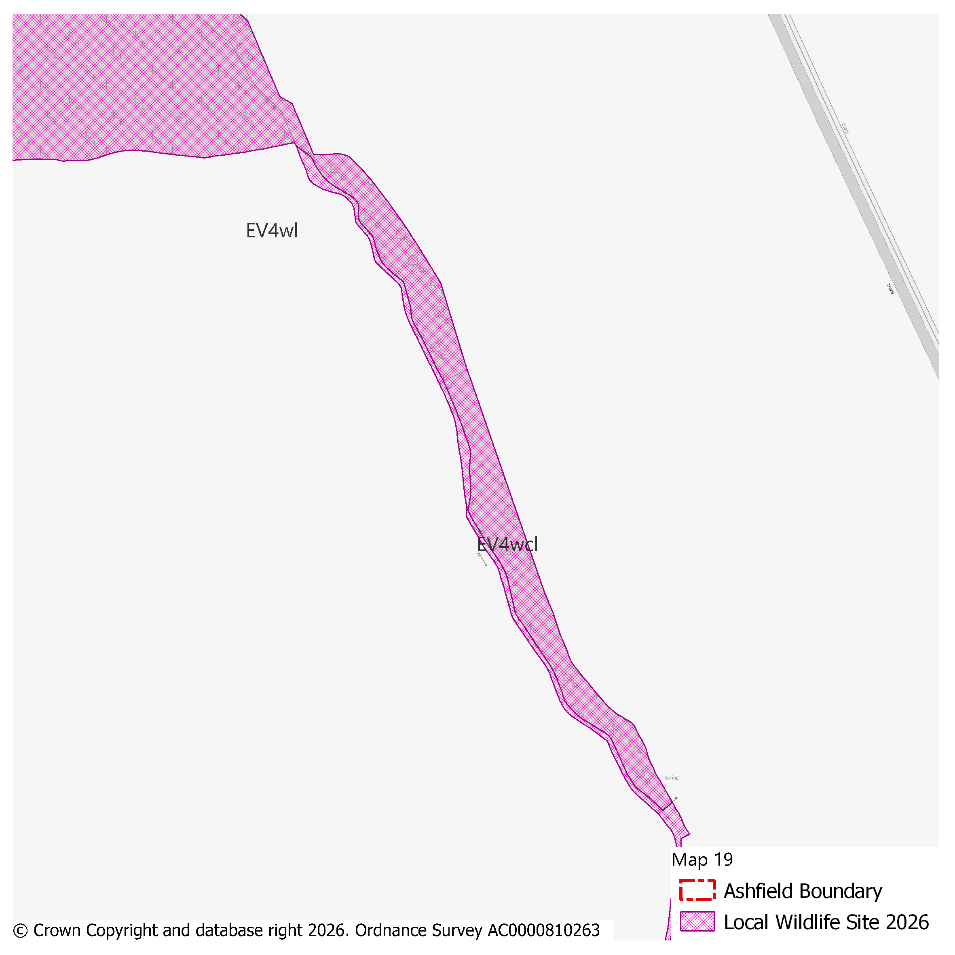 EV4wl
EV4wcl
Map 19
Ashfield Boundary
Local Wildlife Site 2026
© Crown Copyright and database right 2026. Ordnance Survey AC0000810263